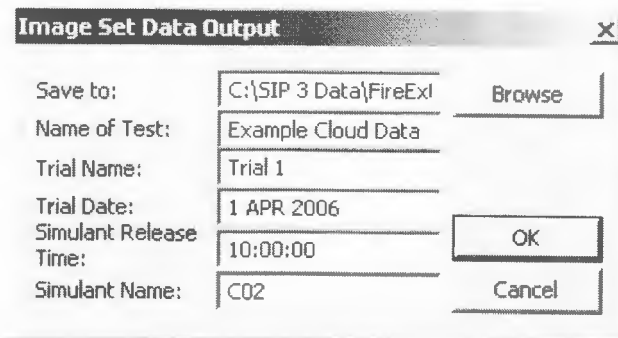 Image Set Data Output
Save to: C:\SIP 3 Data\FireEx Browse
Name of Test: Example Cloud Data
Trial Name: Trial 1
Trial Date: 1 APR 2006
Simulant Release
Time: 10:00:00 OK
Simulant Name: C02 Cancel